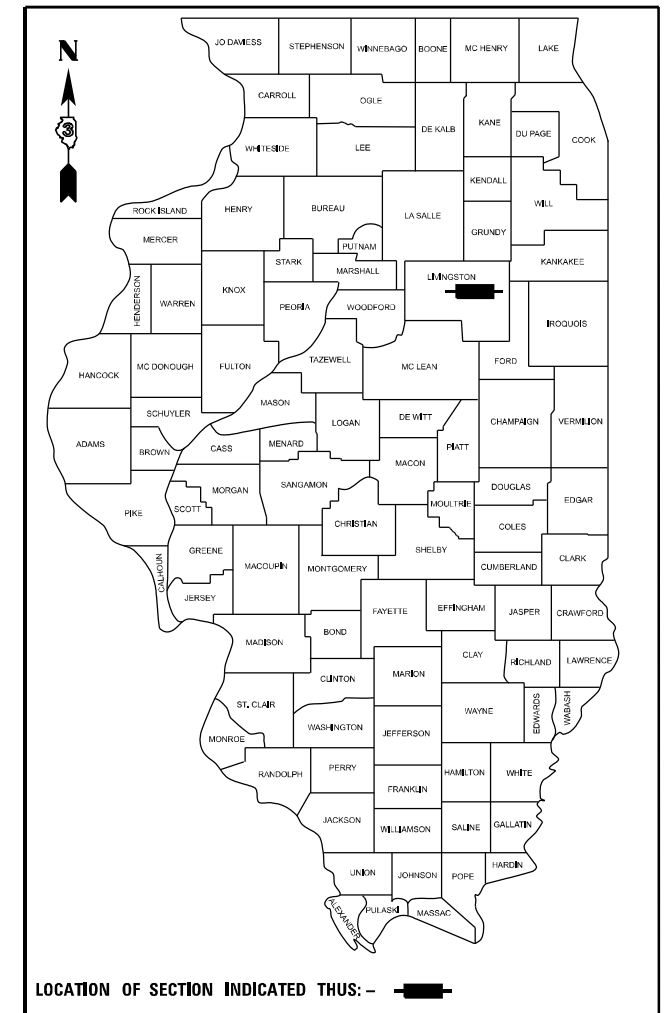 JO DAVIESS STEPHENSON WINNEBAGO BOONE MC HENRY LAKE
N
CARROLL OGLE
3
DE KALB KANE DU PAGE COOK
WHITESIDE LEE
KENDALL
WILL
ROCK ISLAND HENRY BUREAU LA SALLE
MERCER GRUNDY
PUTNAM
STARK MARSHALL KANKAKEE
HENDERSON WARREN KNOX LIVINGSTON
PEORIA WOODFORD
IROQUOIS
HANCOCK MC DONOUGH FULTON TAZEWELL MC LEAN FORD
MASON
SCHUYLER LOGAN DE WITT CHAMPAIGN VERMILION
ADAMS BROWN CASS MENARD PIATT
MACON
MORGAN SANGAMON DOUGLAS EDGAR
PIKE SCOTT MOULTRIE
CHRISTIAN COLES
GREENE SHELBY
CALHOUN MACOUPIN MONTGOMERY CUMBERLAND CLARK
JERSEY
FAYETTE EFFINGHAM JASPER CRAWFORD
MADISON BOND
CLAY RICHLAND LAWRENCE
CLINTON MARION
ST. CLAIR WAYNE EDWARDS WABASH
WASHINGTON JEFFERSON
MONROE
RANDOLPH PERRY HAMILTON WHITE
FRANKLIN
JACKSON WILLIAMSON SALINE GALLATIN
HARDIN
UNION JOHNSON POPE
ALEXANDER PULASKI MASSAC
LOCATION OF SECTION INDICATED THUS: –